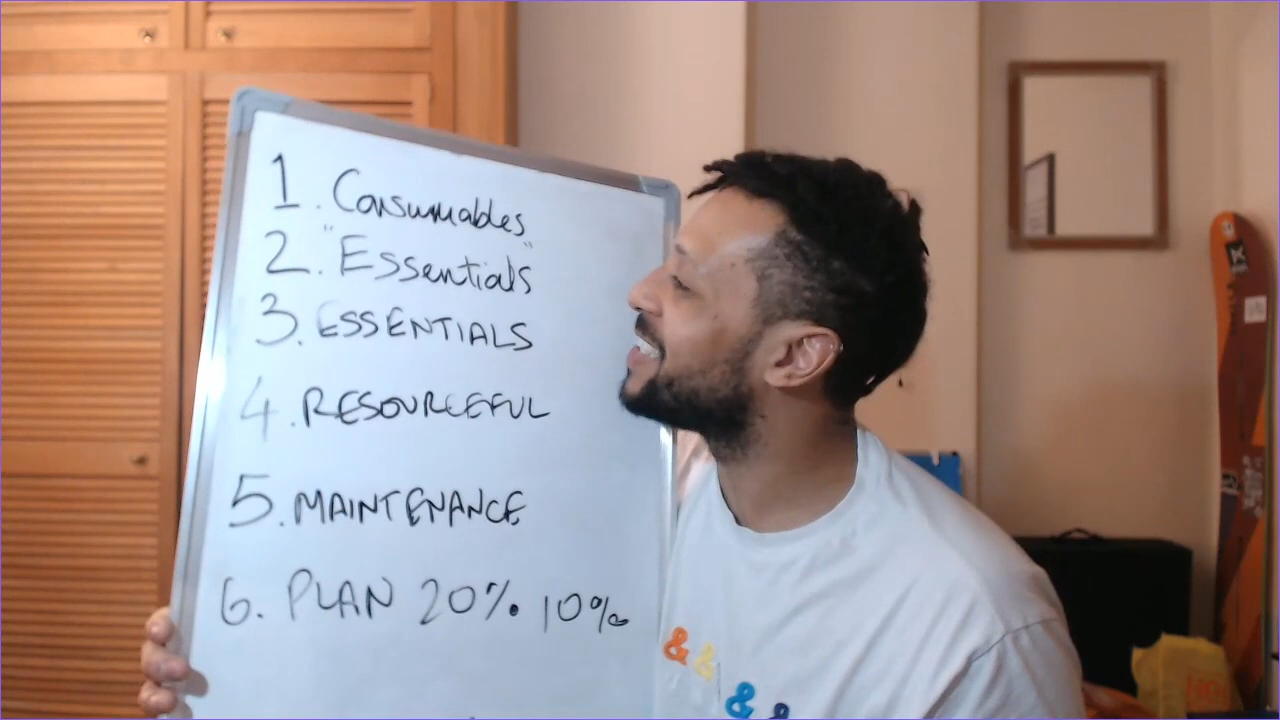 1. Consumables
2. "Essentials"
3. ESSENTIALS
4. RESOURCEFUL
5. MAINTENANCE
6. PLAN 20% 10%
& & & &
K